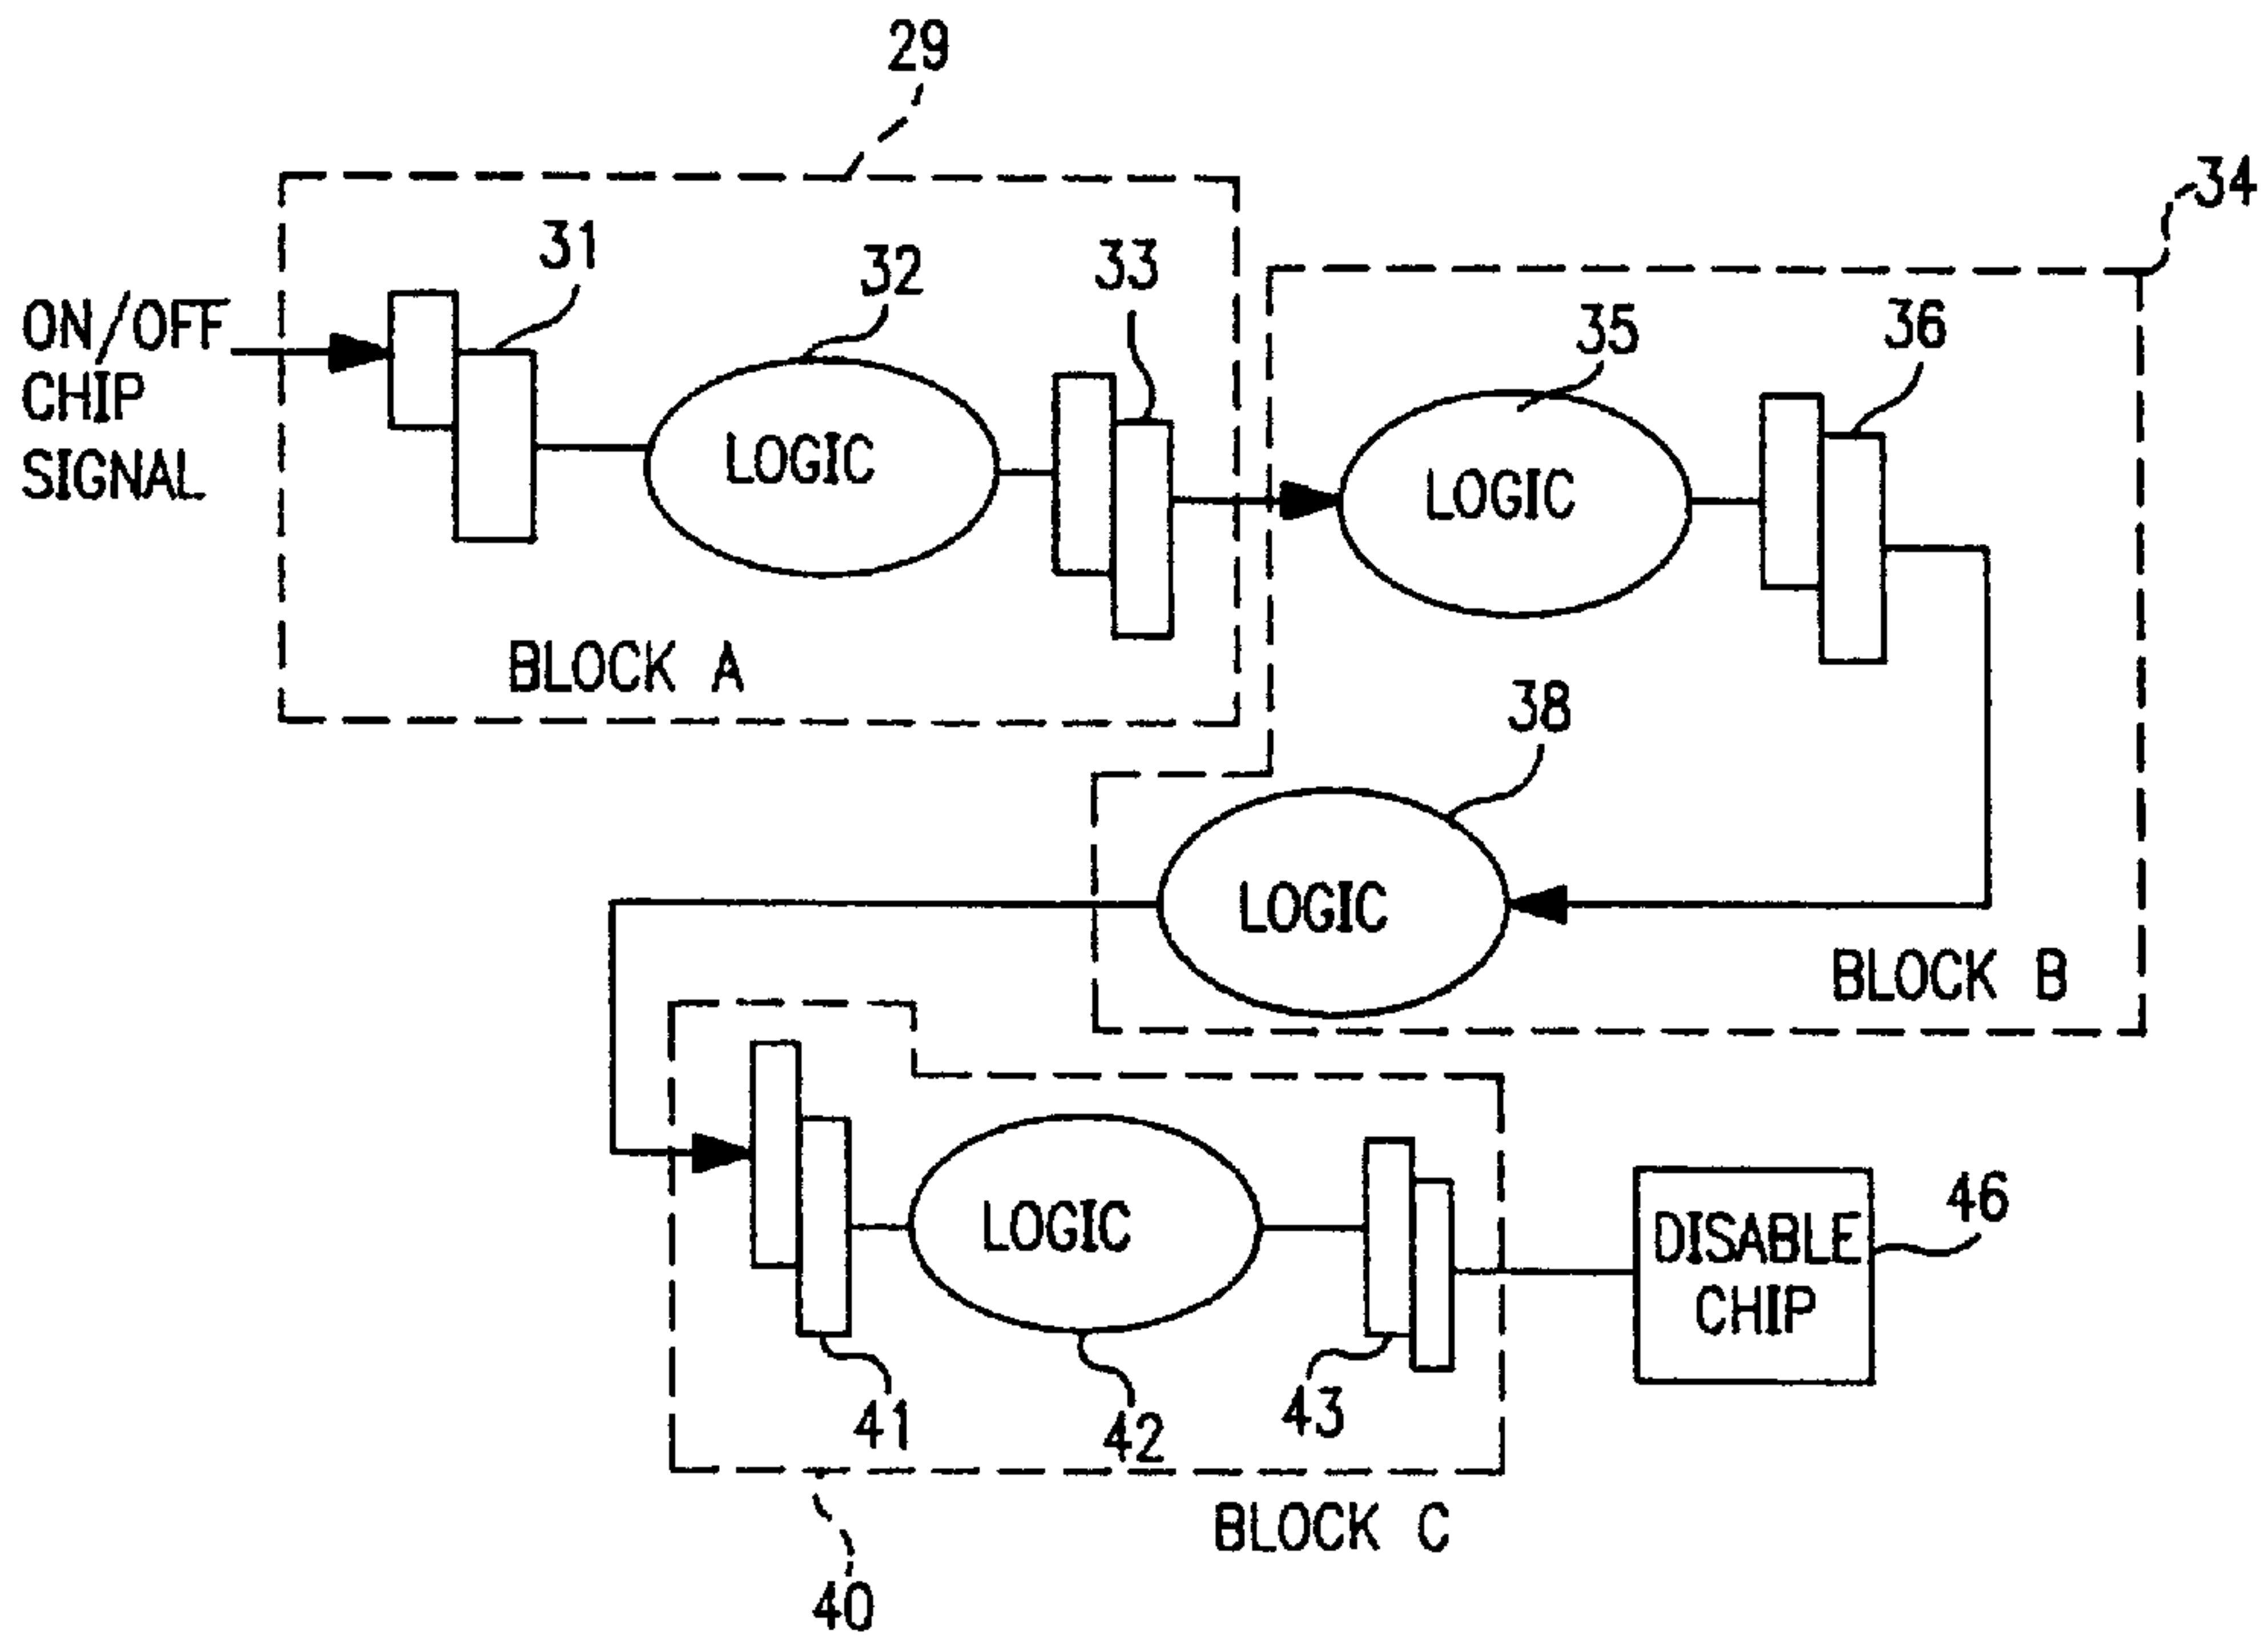 29
34
31
32
33
35
36
ON/OFF
CHIP
SIGNAL
LOGIC
LOGIC
BLOCK A
38
LOGIC
BLOCK B
LOGIC
46
DISABLE
CHIP
41
42
43
BLOCK C
40